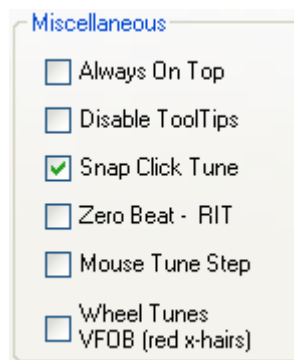 Miscellaneous
Always On Top
Disable ToolTips
Snap Click Tune
Zero Beat - RIT
Mouse Tune Step
Wheel Tunes
VFOB (red x-hairs)